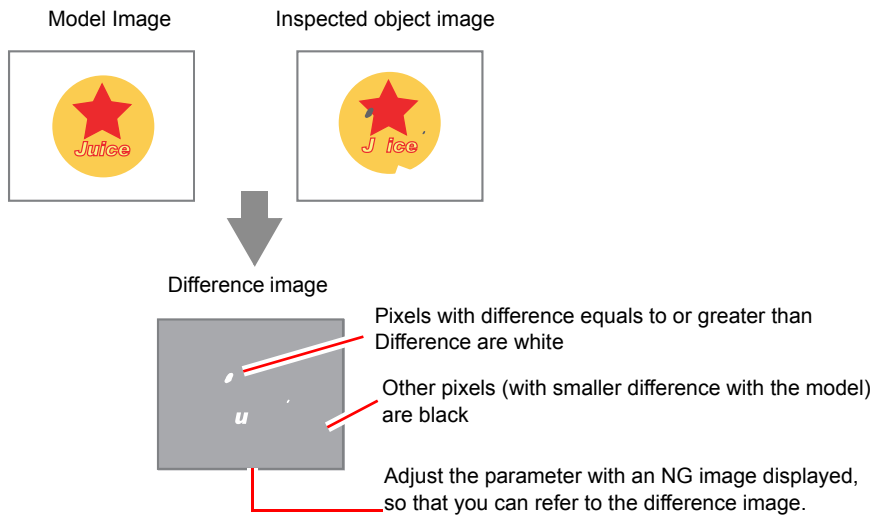 Model Image
Inspected object image
Juice
J ice
Difference image
Pixels with difference equals to or greater than
Difference are white
u
Other pixels (with smaller difference with the model)
are black
Adjust the parameter with an NG image displayed,
so that you can refer to the difference image.